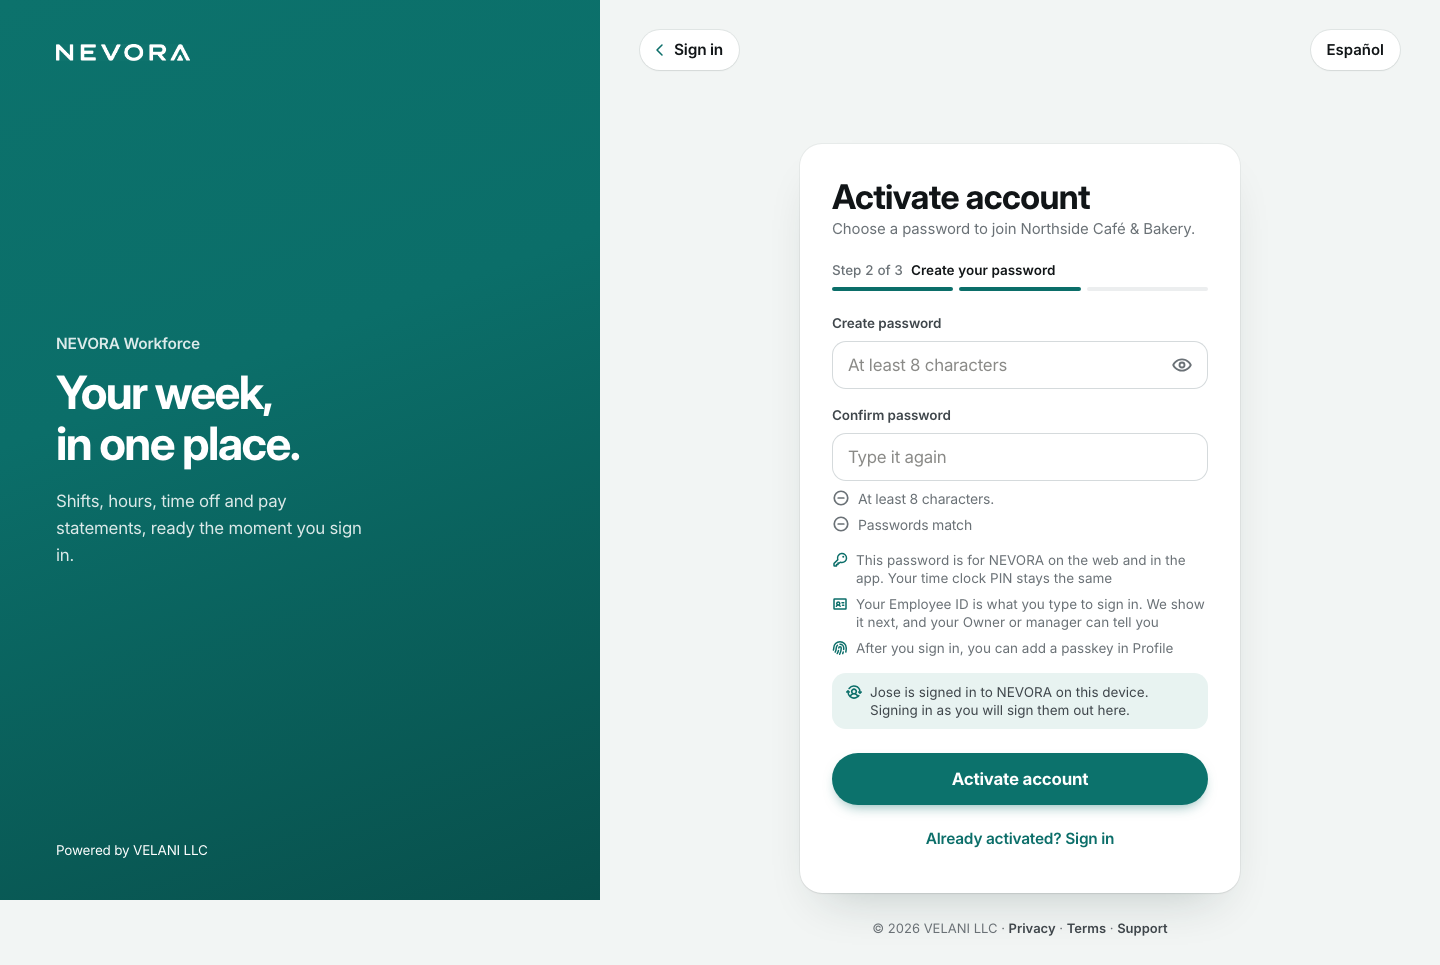 NEVORA
NEVORA Workforce
Your week,
in one place.
Shifts, hours, time off and pay
statements, ready the moment you sign
in.
Powered by VELANI LLC
Sign in
Español
Activate account
Choose a password to join Northside Café & Bakery.
Step 2 of 3 Create your password
Create password
At least 8 characters
Confirm password
Type it again
At least 8 characters.
Passwords match
This password is for NEVORA on the web and in the
app. Your time clock PIN stays the same
Your Employee ID is what you type to sign in. We show
it next, and your Owner or manager can tell you
After you sign in, you can add a passkey in Profile
Jose is signed in to NEVORA on this device.
Signing in as you will sign them out here.
Activate account
Already activated? Sign in
© 2026 VELANI LLC · Privacy · Terms · Support